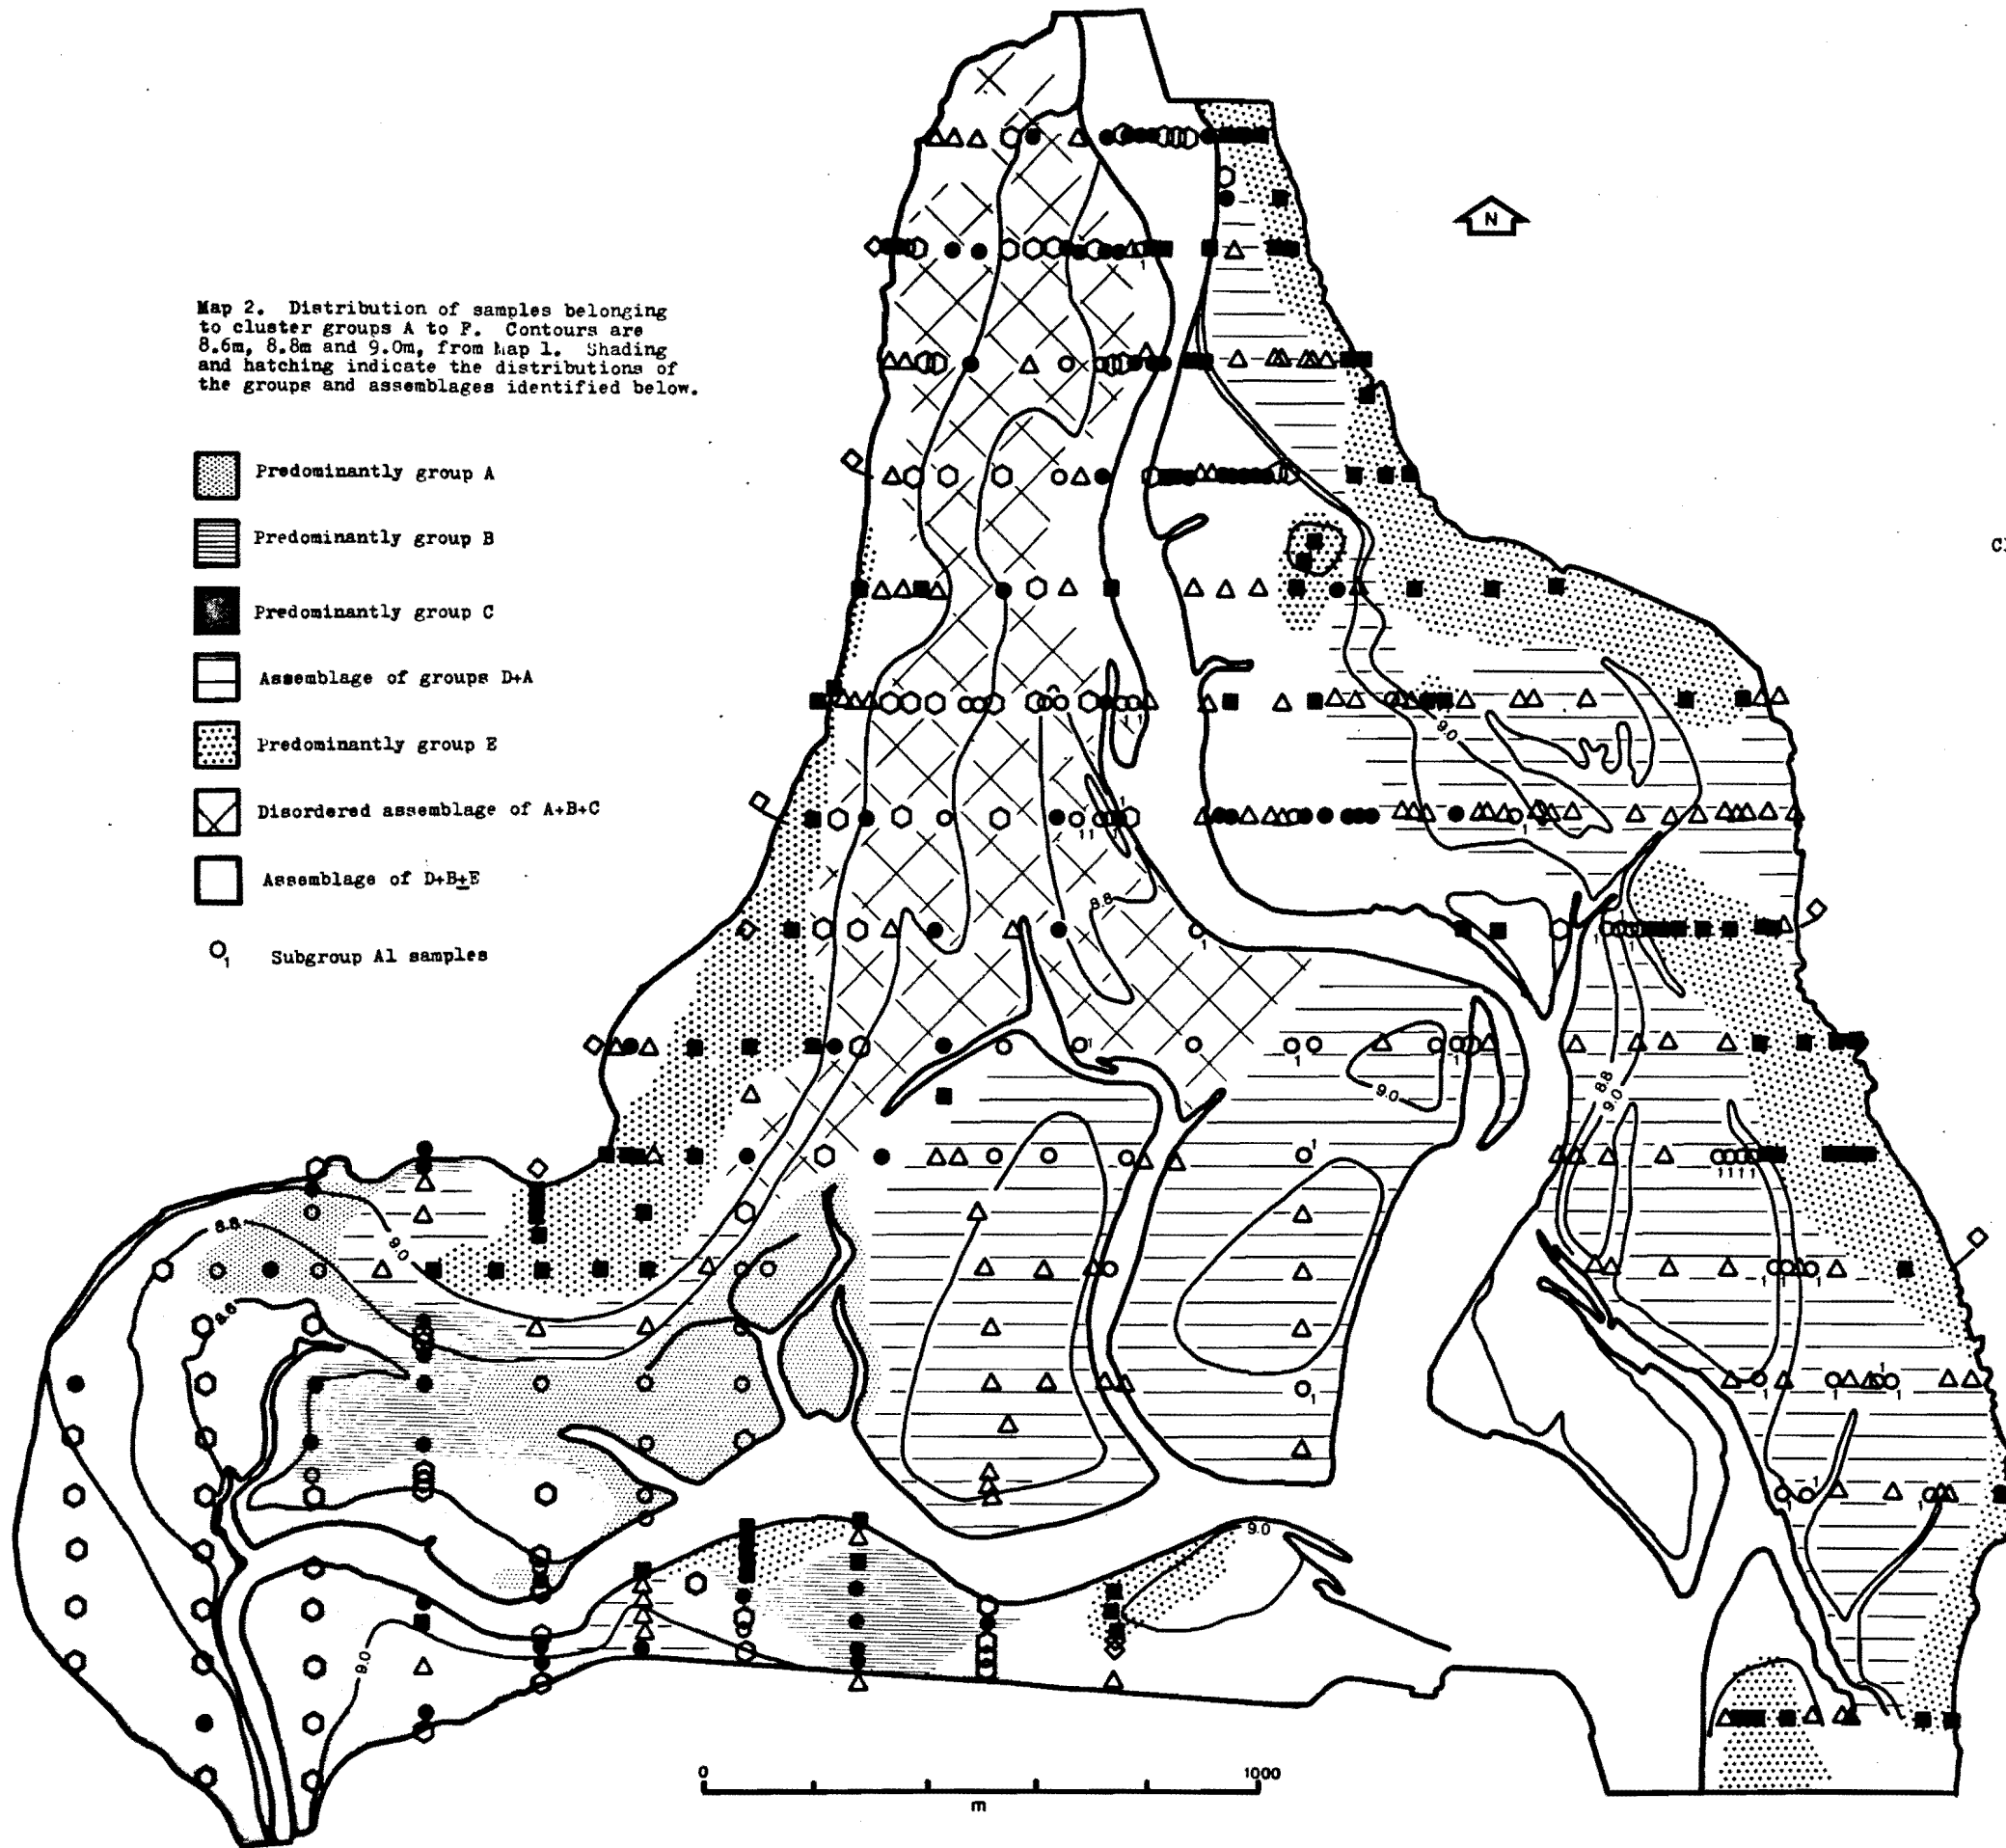 Map 2. Distribution of samples belonging
to cluster groups A to F. Contours are
8.6m, 8.8m and 9.0m, from Map 1. Shading
and hatching indicate the distributions of
the groups and assemblages identified below.
Predominantly group A
Predominantly group B
Predominantly group C
Assemblage of groups D+A
Predominantly group E
Disordered assemblage of A+B+C
Assemblage of D+B±E
1 Subgroup A1 samples
N
9.0
8.8
9.0
8.8
9.0
8.8
9.0
8.6
9.0
9.0
0 1000
m